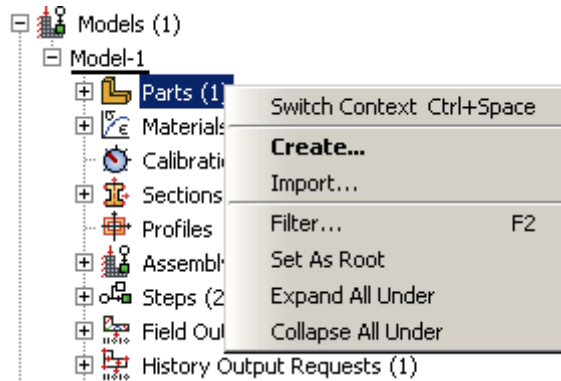 Models (1)
Model-1
Parts (1)
Switch Context Ctrl+Space
Materials
Create...
Calibrati
Import...
Sections
Filter... F2
Profiles
Set As Root
Assembl
Expand All Under
Steps (2
Collapse All Under
Field Out
History Output Requests (1)